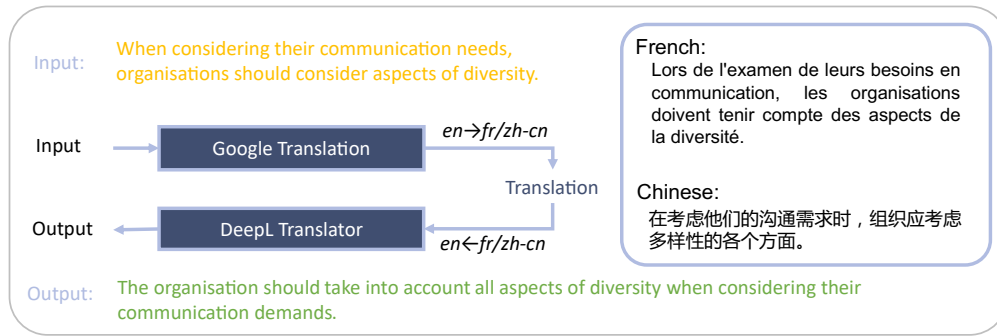 Input:
When considering their communication needs,
organisations should consider aspects of diversity.
Input
Google Translation
en→fr/zh-cn
Translation
Output
DeepL Translator
en←fr/zh-cn
Output:
The organisation should take into account all aspects of diversity when considering their
communication demands.
French:
Lors de l'examen de leurs besoins en
communication, les organisations
doivent tenir compte des aspects de
la diversité.
Chinese:
在考虑他们的沟通需求时，组织应考虑
多样性的各个方面。